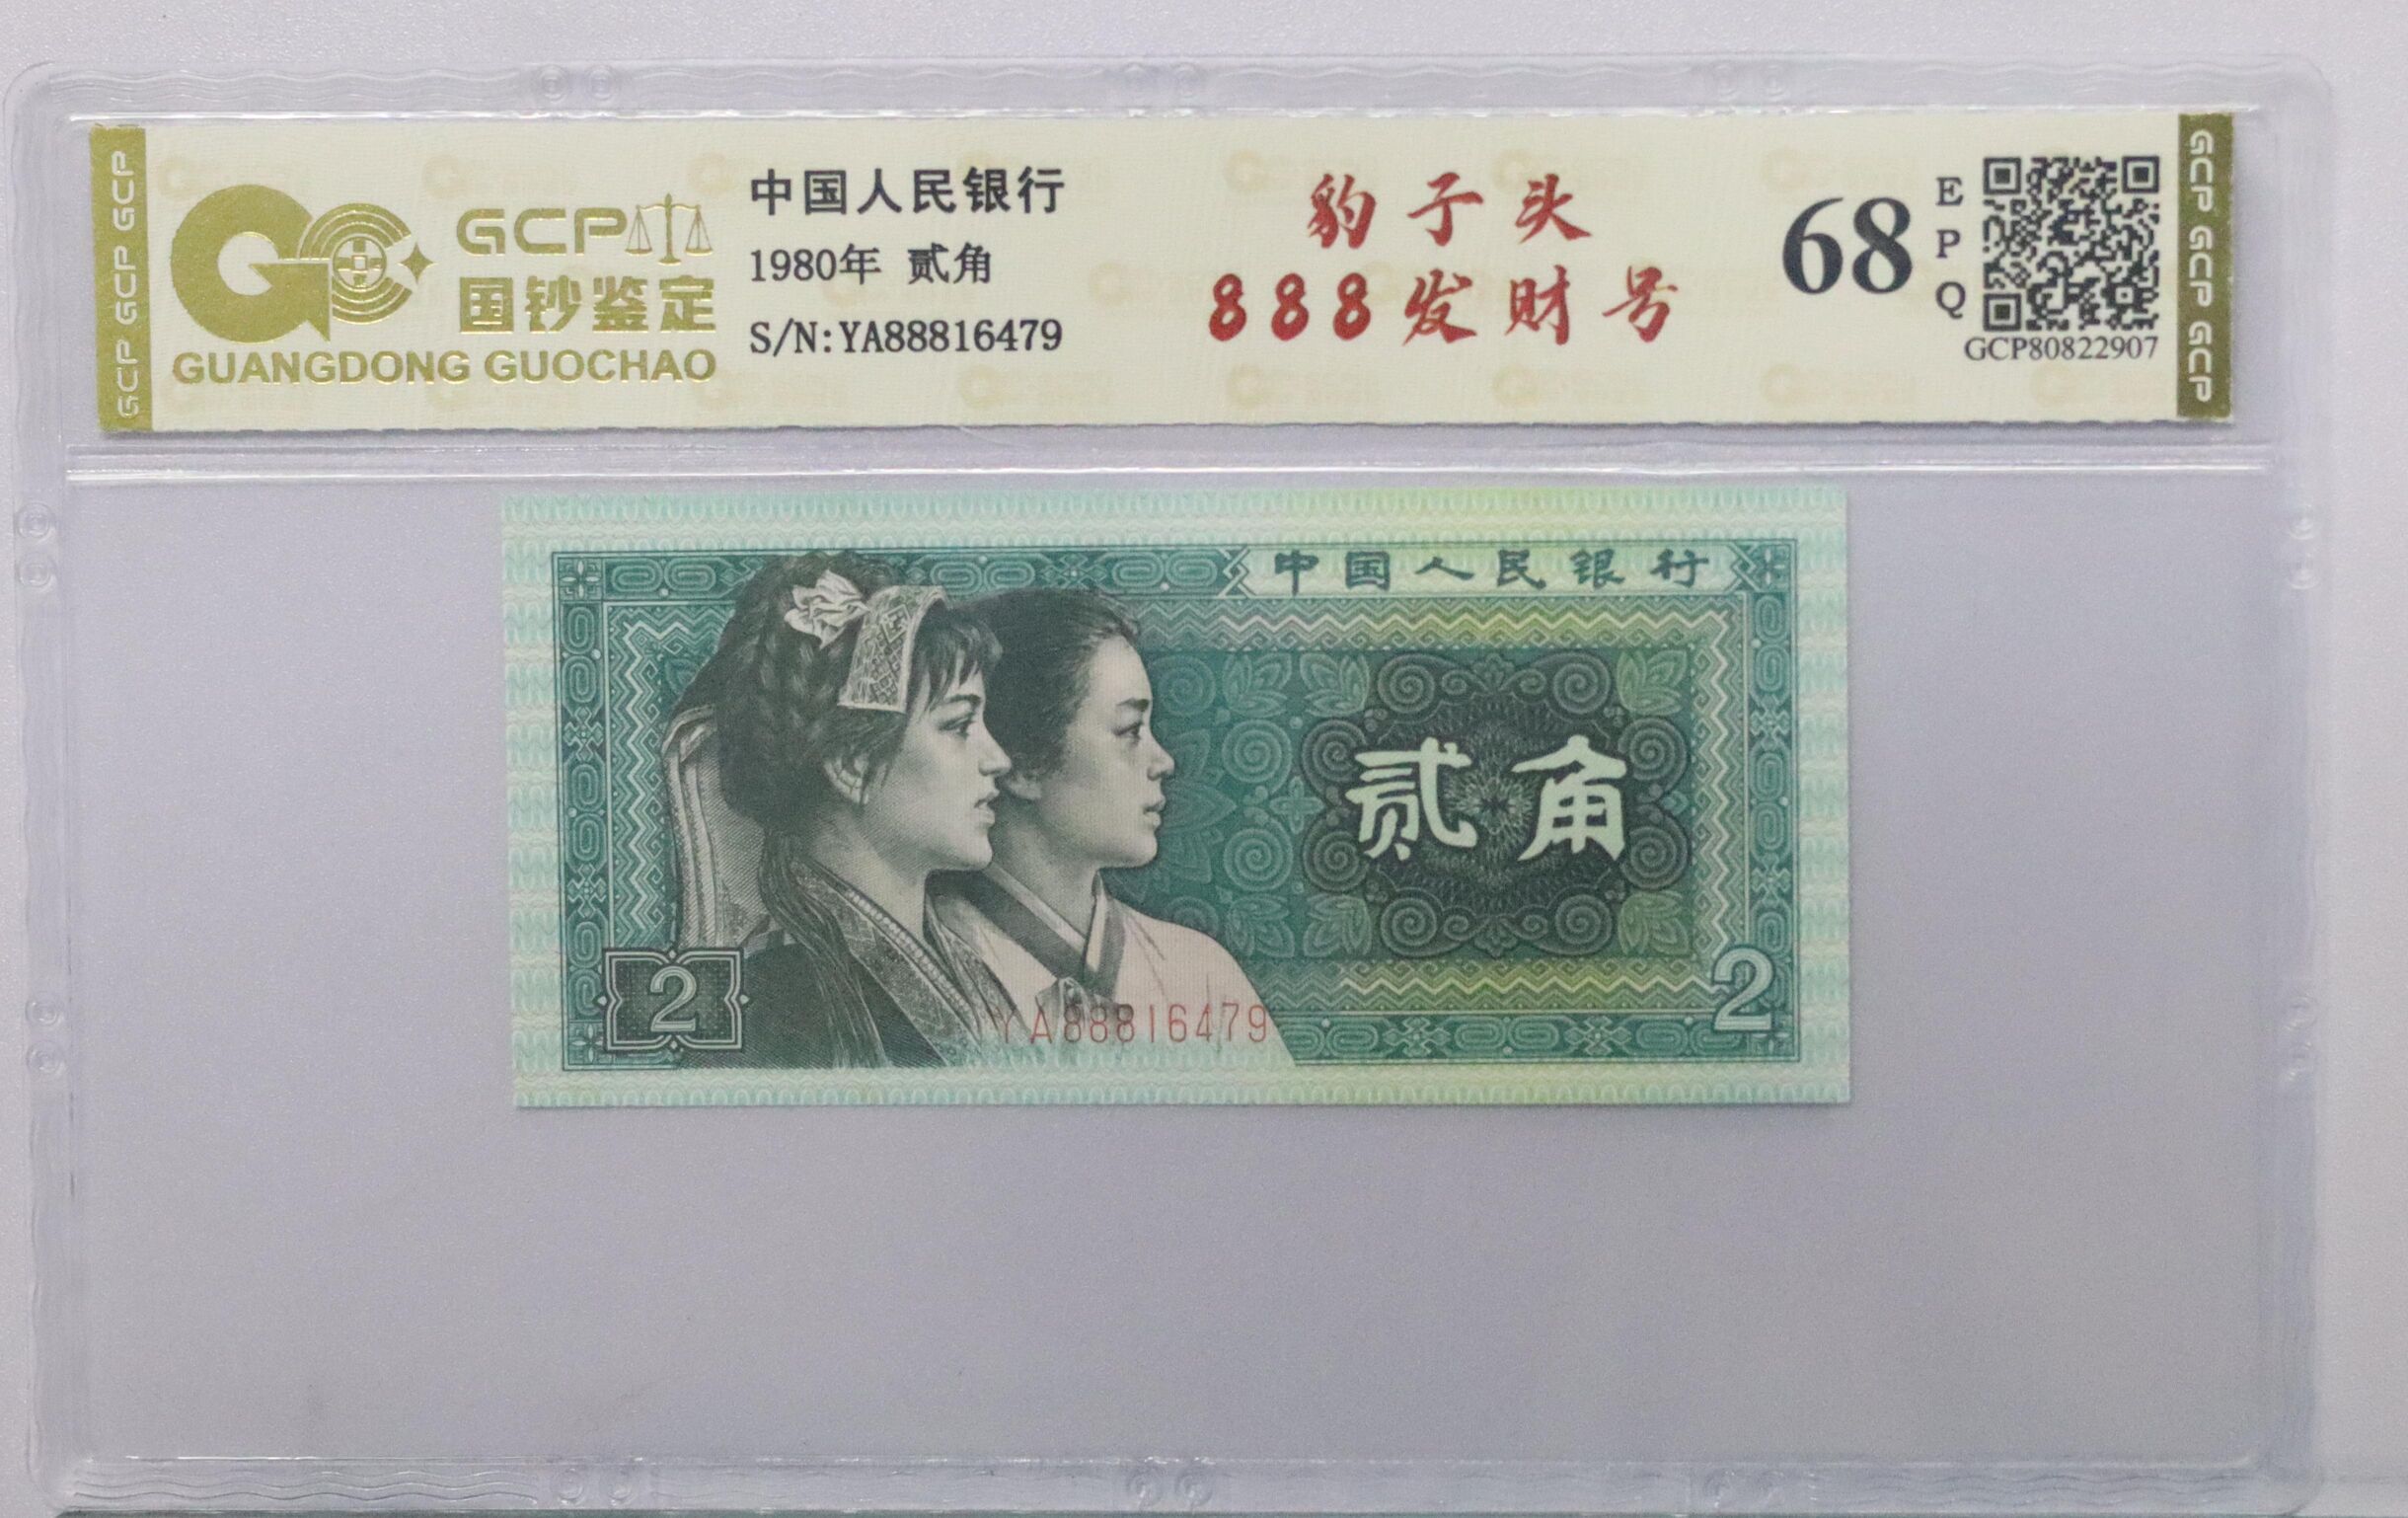 GCP GCP GCP
GCP
国钞鉴定
GUANGDONG GUOCHAO
中国人民银行
1980年 贰角
S/N:YA88816479
豹子头
888发财号
68
EPQ
GCP80822907
GCP GCP GCP
中国人民银行
贰角
2
YA88816479
2